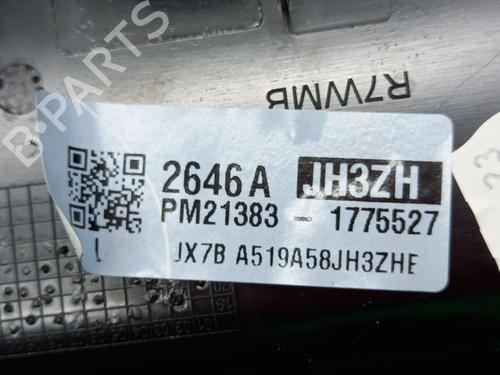 B-PARTS
R7WMB
2646A JH3ZH
PM21383 - 1775527
JX7B A519A58JH3ZHE